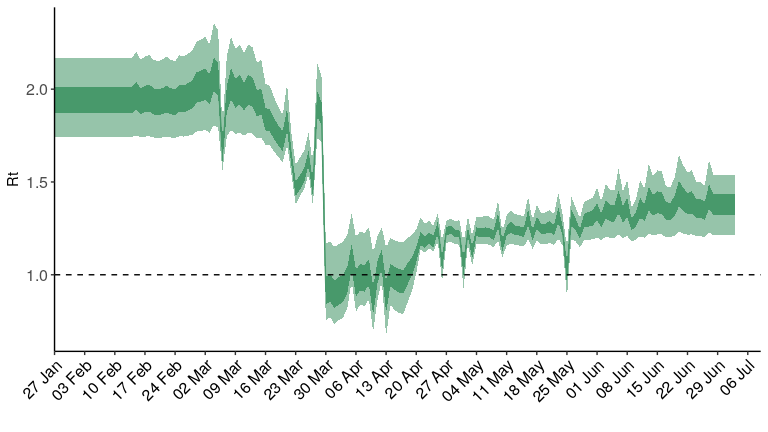 Rt
2.0
1.5
1.0
27 Jan
03 Feb
10 Feb
17 Feb
24 Feb
02 Mar
09 Mar
16 Mar
23 Mar
30 Mar
06 Apr
13 Apr
20 Apr
27 Apr
04 May
11 May
18 May
25 May
01 Jun
08 Jun
15 Jun
22 Jun
29 Jun
06 Jul